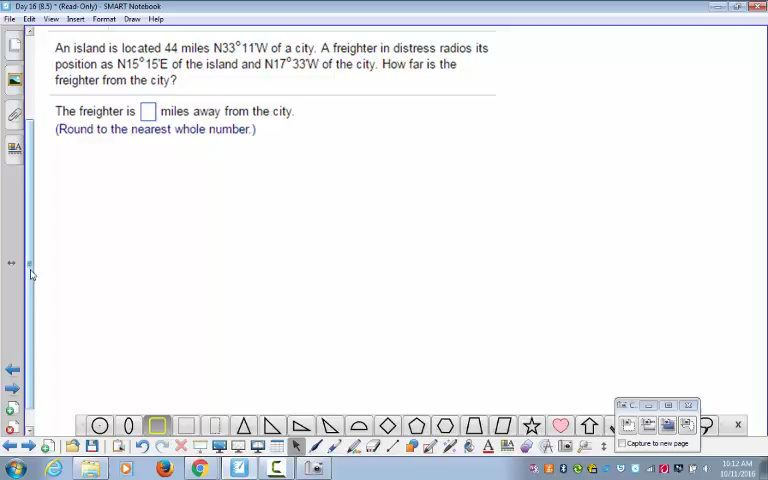 Day 16 (8.5) * (Read-Only) - SMART Notebook
File Edit View Insert Format Draw Help
An island is located 44 miles N33°11'W of a city. A freighter in distress radios its
position as N15°15'E of the island and N17°33'W of the city. How far is the
freighter from the city?
The freighter is miles away from the city.
(Round to the nearest whole number.)
C...
Capture to new page
10:12 AM
10/11/2016